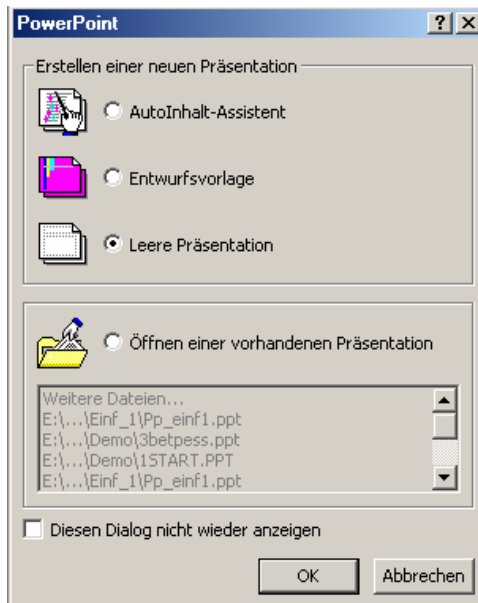 PowerPoint
Erstellen einer neuen Präsentation
AutoInhalt-Assistent
Entwurfsvorlage
Leere Präsentation
Öffnen einer vorhandenen Präsentation
Weitere Dateien...
E:\...\Einf_1\Pp_einf1.ppt
E:\...\Demo\3betpess.ppt
E:\...\Demo\1START.PPT
E:\...\Einf_1\Pp_einf1.ppt
Diesen Dialog nicht wieder anzeigen
OK Abbrechen